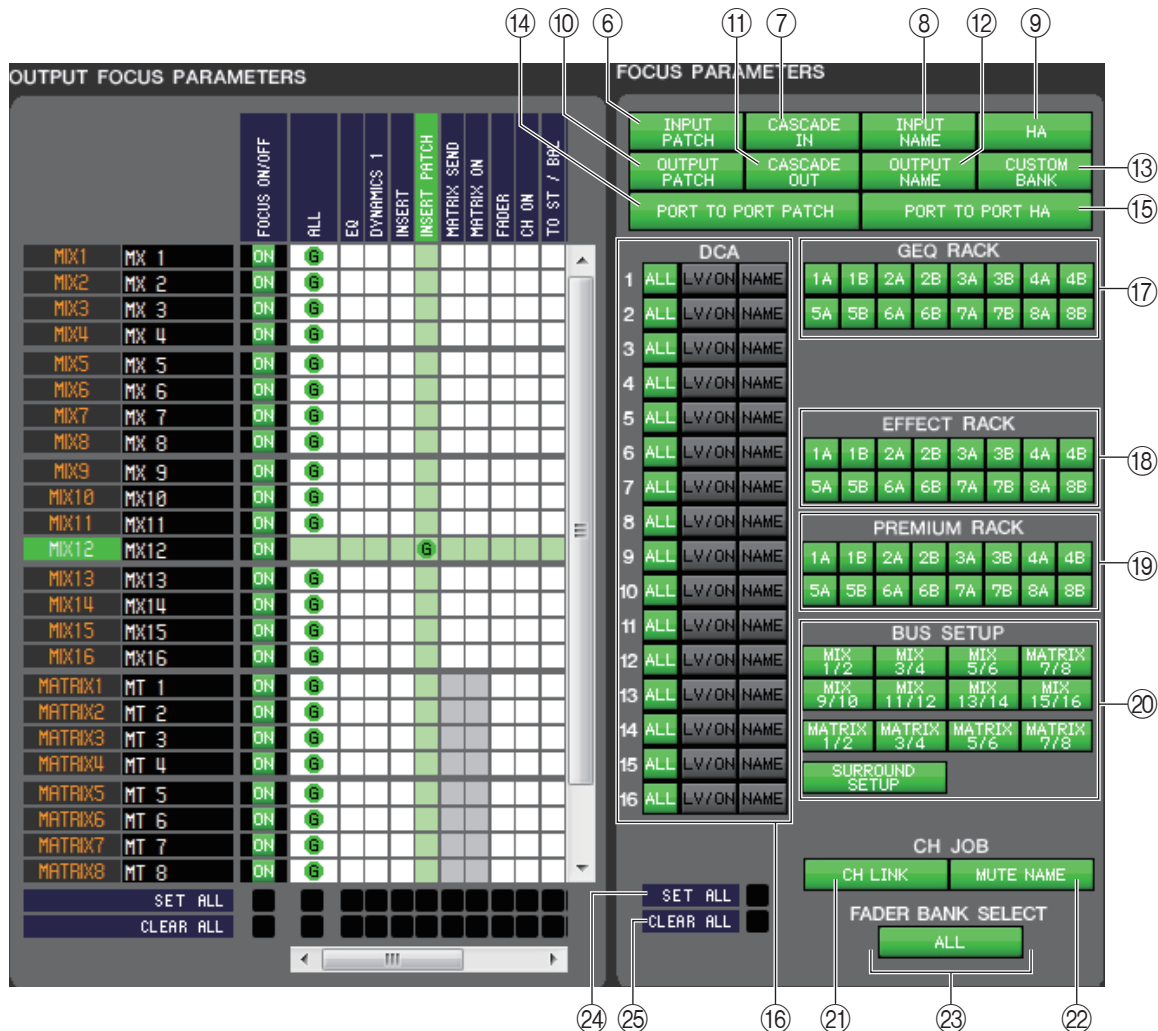 ⑭ ⑩ ⑥ ⑪ ⑦ ⑧ ⑫ ⑨
OUTPUT FOCUS PARAMETERS
FOCUS ON/OFF
ALL
EQ
DYNAMICS 1
INSERT
INSERT PATCH
MATRIX SEND
MATRIX ON
FADER
CH ON
TO ST / BAL
MIX1 MX 1 ON G
MIX2 MX 2 ON G
MIX3 MX 3 ON G
MIX4 MX 4 ON G
MIX5 MX 5 ON G
MIX6 MX 6 ON G
MIX7 MX 7 ON G
MIX8 MX 8 ON G
MIX9 MX 9 ON G
MIX10 MX10 ON G
MIX11 MX11 ON G
MIX12 MX12 ON G
MIX13 MX13 ON G
MIX14 MX14 ON G
MIX15 MX15 ON G
MIX16 MX16 ON G
MATRIX1 MT 1 ON G
MATRIX2 MT 2 ON G
MATRIX3 MT 3 ON G
MATRIX4 MT 4 ON G
MATRIX5 MT 5 ON G
MATRIX6 MT 6 ON G
MATRIX7 MT 7 ON G
MATRIX8 MT 8 ON G
SET ALL
CLEAR ALL
FOCUS PARAMETERS
INPUT PATCH
CASCADE IN
INPUT NAME
HA
OUTPUT PATCH
CASCADE OUT
OUTPUT NAME
CUSTOM BANK
⑬
PORT TO PORT PATCH
PORT TO PORT HA
⑮
DCA
1 ALL LV/ON NAME
2 ALL LV/ON NAME
3 ALL LV/ON NAME
4 ALL LV/ON NAME
5 ALL LV/ON NAME
6 ALL LV/ON NAME
7 ALL LV/ON NAME
8 ALL LV/ON NAME
9 ALL LV/ON NAME
10 ALL LV/ON NAME
11 ALL LV/ON NAME
12 ALL LV/ON NAME
13 ALL LV/ON NAME
14 ALL LV/ON NAME
15 ALL LV/ON NAME
16 ALL LV/ON NAME
SET ALL
CLEAR ALL
GEQ RACK
1A 1B 2A 2B 3A 3B 4A 4B
5A 5B 6A 6B 7A 7B 8A 8B
⑰
EFFECT RACK
1A 1B 2A 2B 3A 3B 4A 4B
5A 5B 6A 6B 7A 7B 8A 8B
⑱
PREMIUM RACK
1A 1B 2A 2B 3A 3B 4A 4B
5A 5B 6A 6B 7A 7B 8A 8B
⑲
BUS SETUP
MIX 1/2 MIX 3/4 MIX 5/6 MATRIX 7/8
MIX 9/10 MIX 11/12 MIX 13/14 MIX 15/16
MATRIX 1/2 MATRIX 3/4 MATRIX 5/6 MATRIX 7/8
SURROUND SETUP
⑳
CH JOB
CH LINK MUTE NAME
FADER BANK SELECT
ALL
㉔ ㉕ ⑯ ㉑ ㉓ ㉒